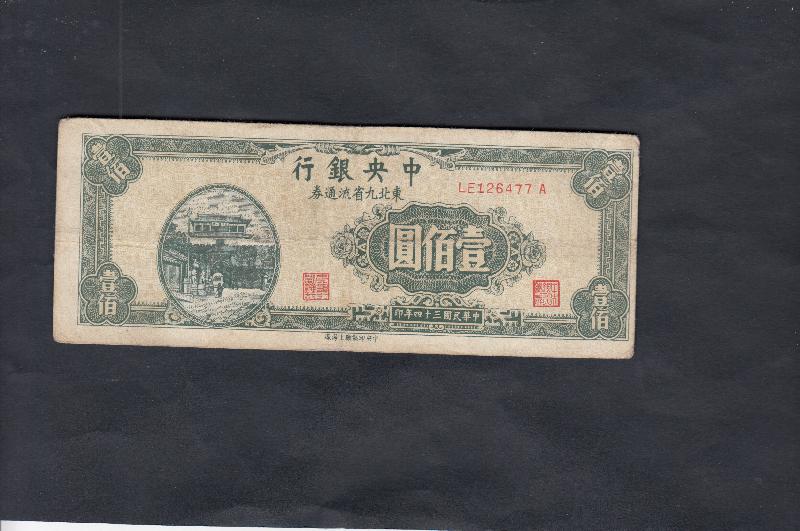 中央銀行
東北九省流通券
LE126477 A
壹佰圓
壹佰
壹佰
壹佰
壹佰
中華民國三十四年印